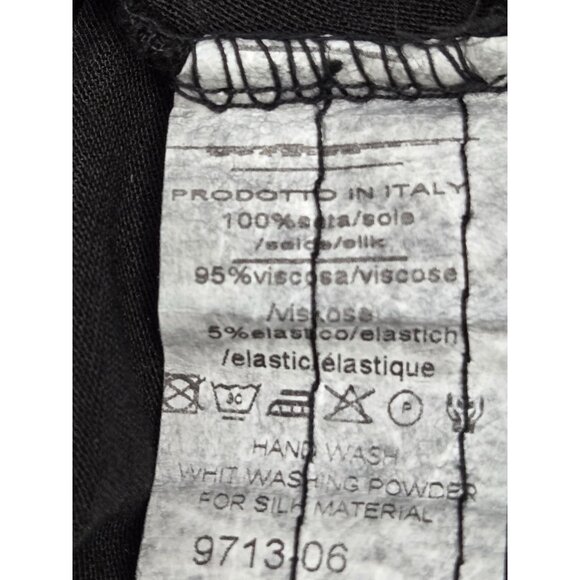 PRODOTTO IN ITALY
100%seta/soie
/seide/silk
95%viscosa/viscose
/viskose
5%elastico/elastich
/elastic/élastique
30 P
HAND WASH
WHIT WASHING POWDER
FOR SILK MATERIAL
9713-06